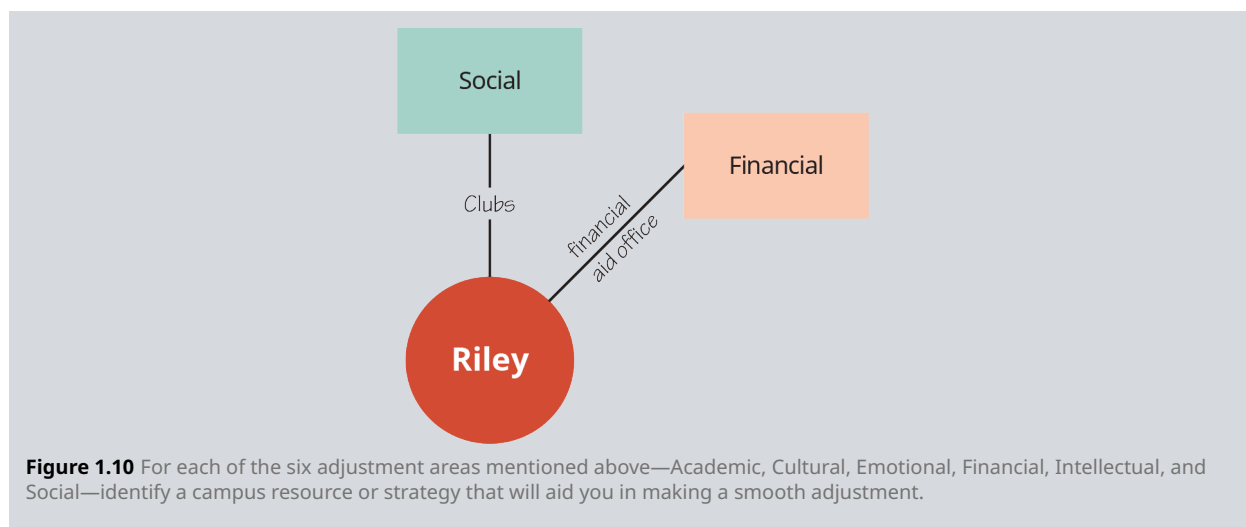 Social
Financial
Clubs
financial
aid office
Riley
Figure 1.10 For each of the six adjustment areas mentioned above—Academic, Cultural, Emotional, Financial, Intellectual, and
Social—identify a campus resource or strategy that will aid you in making a smooth adjustment.